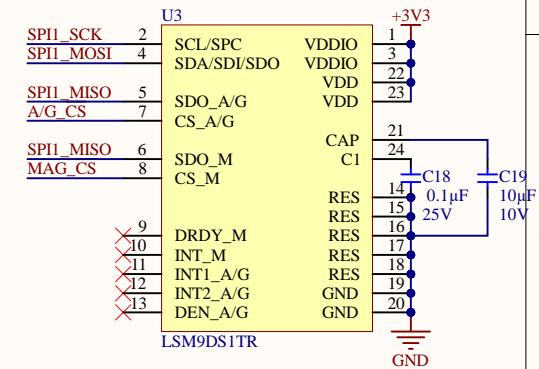 U3
+3V3
SPI1_SCK 2 SCL/SPC VDDIO 1
SPI1_MOSI 4 SDA/SDI/SDO VDDIO 3
VDD 22
SPI1_MISO 5 SDO_A/G VDD 23
A/G_CS 7 CS_A/G
CAP 21
SPI1_MISO 6 SDO_M C1 24
MAG_CS 8 CS_M
C18 C19
RES 14 0.1µF 10µF
RES 15 25V 10V
9 DRDY_M RES 16
10 INT_M RES 17
11 INT1_A/G RES 18
12 INT2_A/G GND 19
13 DEN_A/G GND 20
LSM9DS1TR
GND